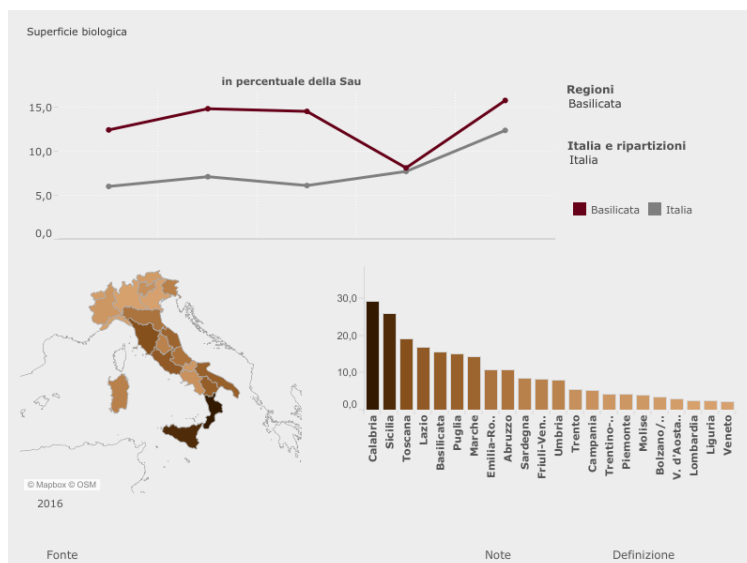 Superficie biologica
in percentuale della Sau
15,0
10,0
5,0
0,0
Regioni
Basilicata
Italia e ripartizioni
Italia
Basilicata Italia
30,0
20,0
10,0
0,0
Calabria
Sicilia
Toscana
Lazio
Basilicata
Puglia
Marche
Emilia-Ro..
Abruzzo
Sardegna
Friuli-Ven..
Umbria
Trento
Campania
Trentino-..
Piemonte
Molise
Bolzano/..
V. d'Aosta..
Lombardia
Liguria
Veneto
© Mapbox © OSM
2016
Fonte
Note
Definizione